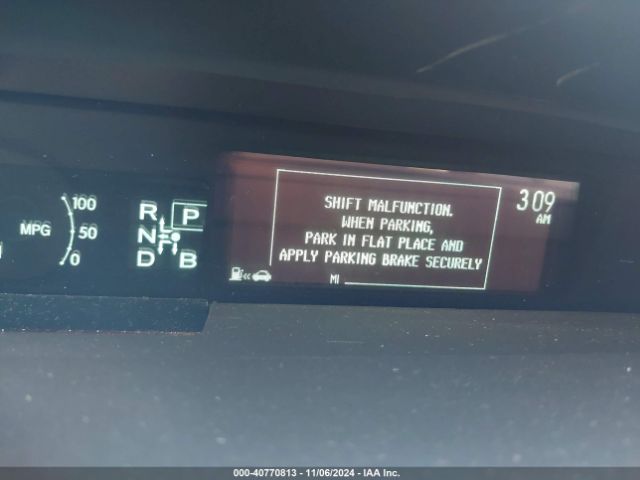 100
MPG
50
0
R
P
N
D
B
SHIFT MALFUNCTION.
WHEN PARKING,
PARK IN FLAT PLACE AND
APPLY PARKING BRAKE SECURELY
MI
3:09
AM
000-40770813 - 11/06/2024 - IAA Inc.